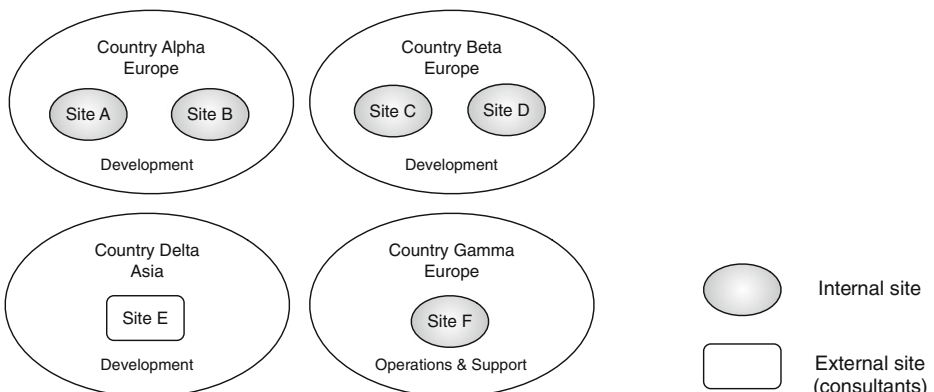 Country Alpha
Europe
Site A
Site B
Development
Country Beta
Europe
Site C
Site D
Development
Country Delta
Asia
Site E
Development
Country Gamma
Europe
Site F
Operations & Support
Internal site
External site
(consultants)